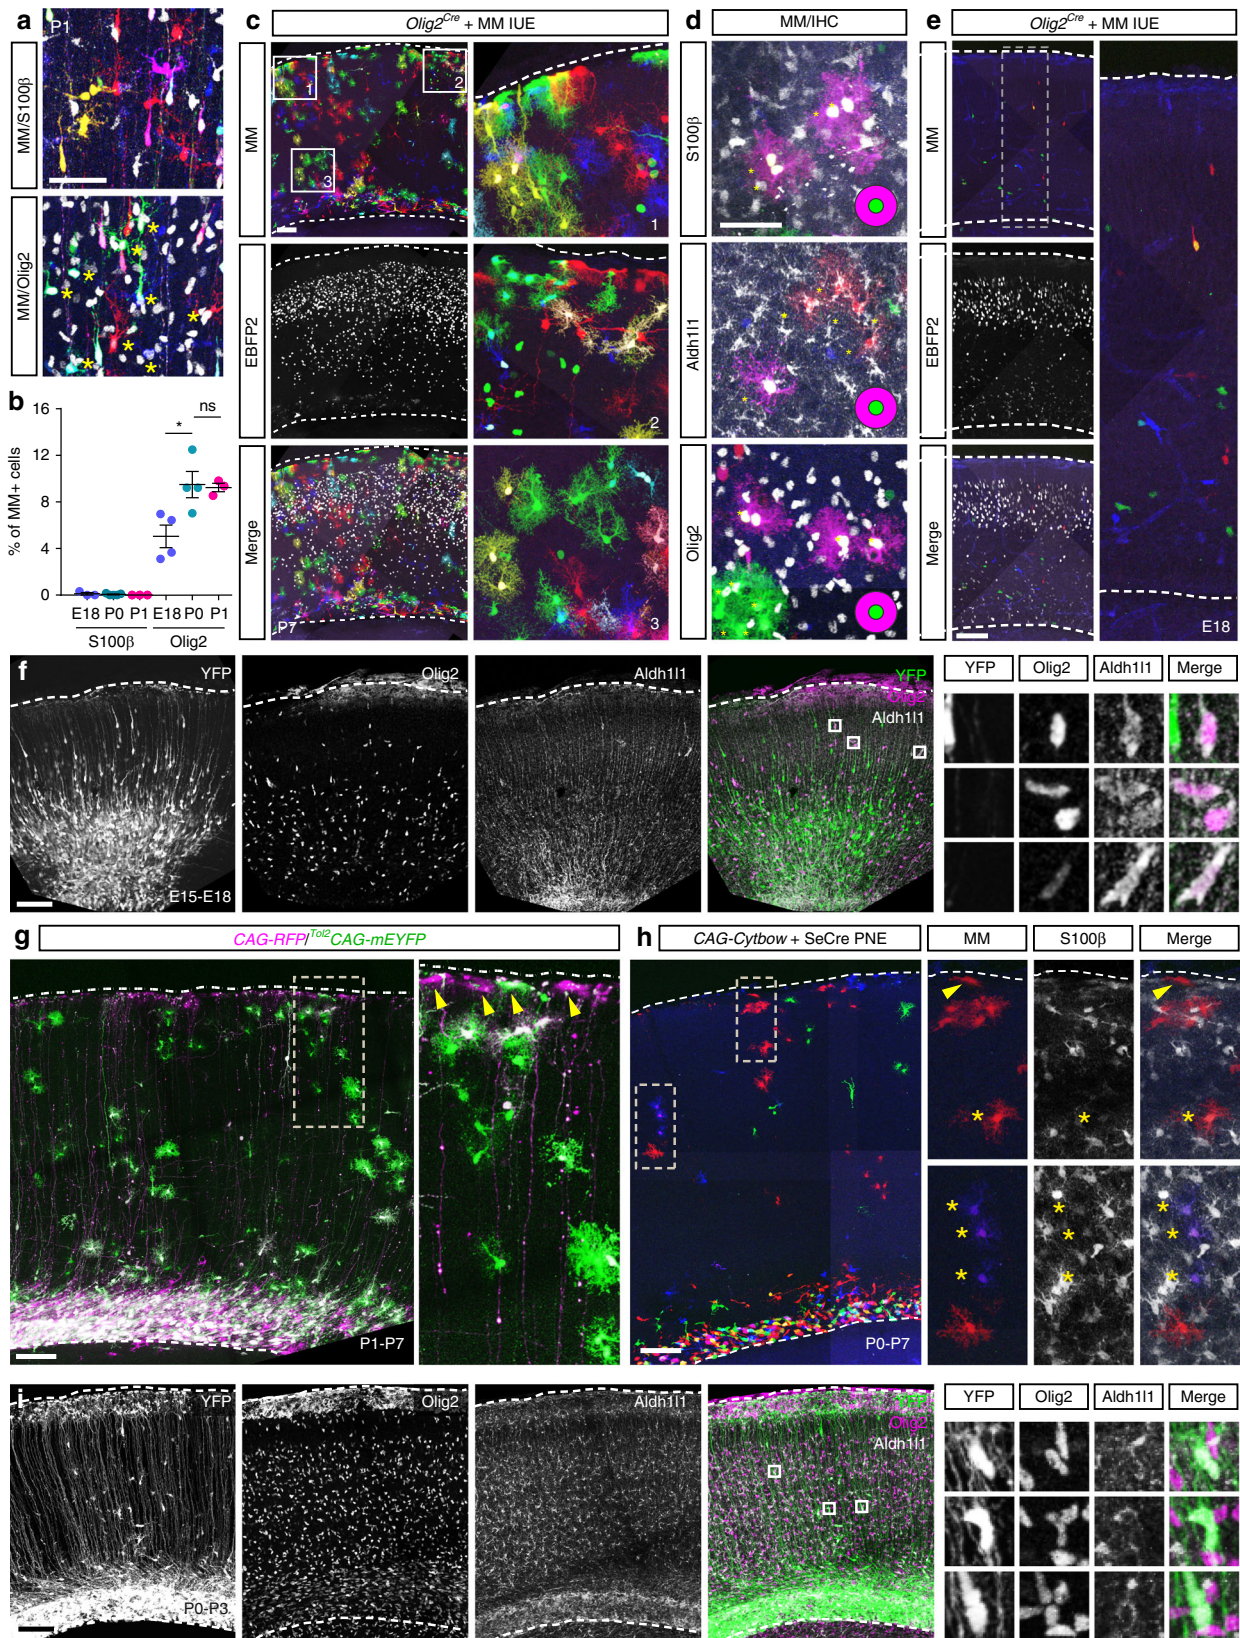 a
P1
MM/S100β
MM/Olig2
b
16
12
8
4
0
% of MM+ cells
*
ns
E18 P0 P1 E18 P0 P1
S100β Olig2
c
Olig2Cre + MM IUE
MM
1
2
3
1
EBFP2
2
Merge
P7
3
d
MM/IHC
S100β
Aldh1l1
Olig2
e
Olig2Cre + MM IUE
MM
EBFP2
Merge
E18
f
YFP
E15-E18
Olig2
Aldh1l1
YFP
Olig2
Aldh1l1
YFP Olig2 Aldh1l1 Merge
g
CAG-RFP/Tol2CAG-mEYFP
P1-P7
h
CAG-Cytbow + SeCre PNE
MM S100β Merge
P0-P7
i
YFP
P0-P3
Olig2
Aldh1l1
YFP
Olig2
Aldh1l1
YFP Olig2 Aldh1l1 Merge